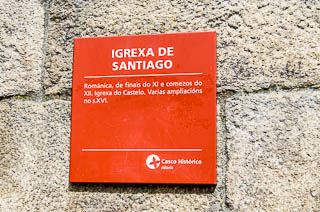 IGREXA DE
SANTIAGO
Románica, de finais do XI e comezos do
XII. Igrexa do Castelo. Varias ampliacións
no s.XVI.
Casco Histórico
Allariz